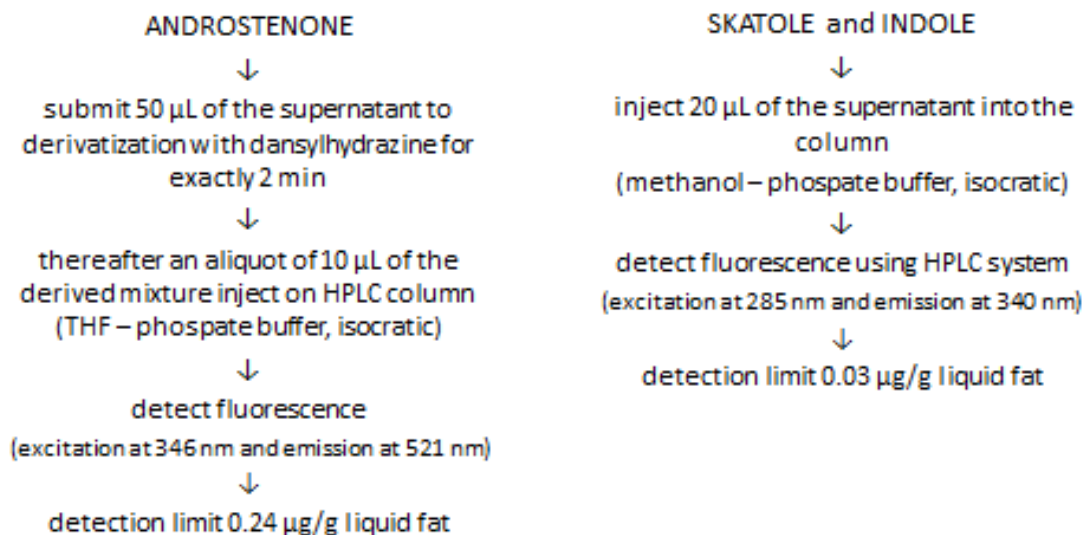 ANDROSTENONE
↓
submit 50 µL of the supernatant to
derivatization with dansylhydrazine for
exactly 2 min
↓
thereafter an aliquot of 10 µL of the
derived mixture inject on HPLC column
(THF – phospate buffer, isocratic)
↓
detect fluorescence
(excitation at 346 nm and emission at 521 nm)
↓
detection limit 0.24 µg/g liquid fat
SKATOLE and INDOLE
↓
inject 20 µL of the supernatant into the
column
(methanol – phospate buffer, isocratic)
↓
detect fluorescence using HPLC system
(excitation at 285 nm and emission at 340 nm)
↓
detection limit 0.03 µg/g liquid fat